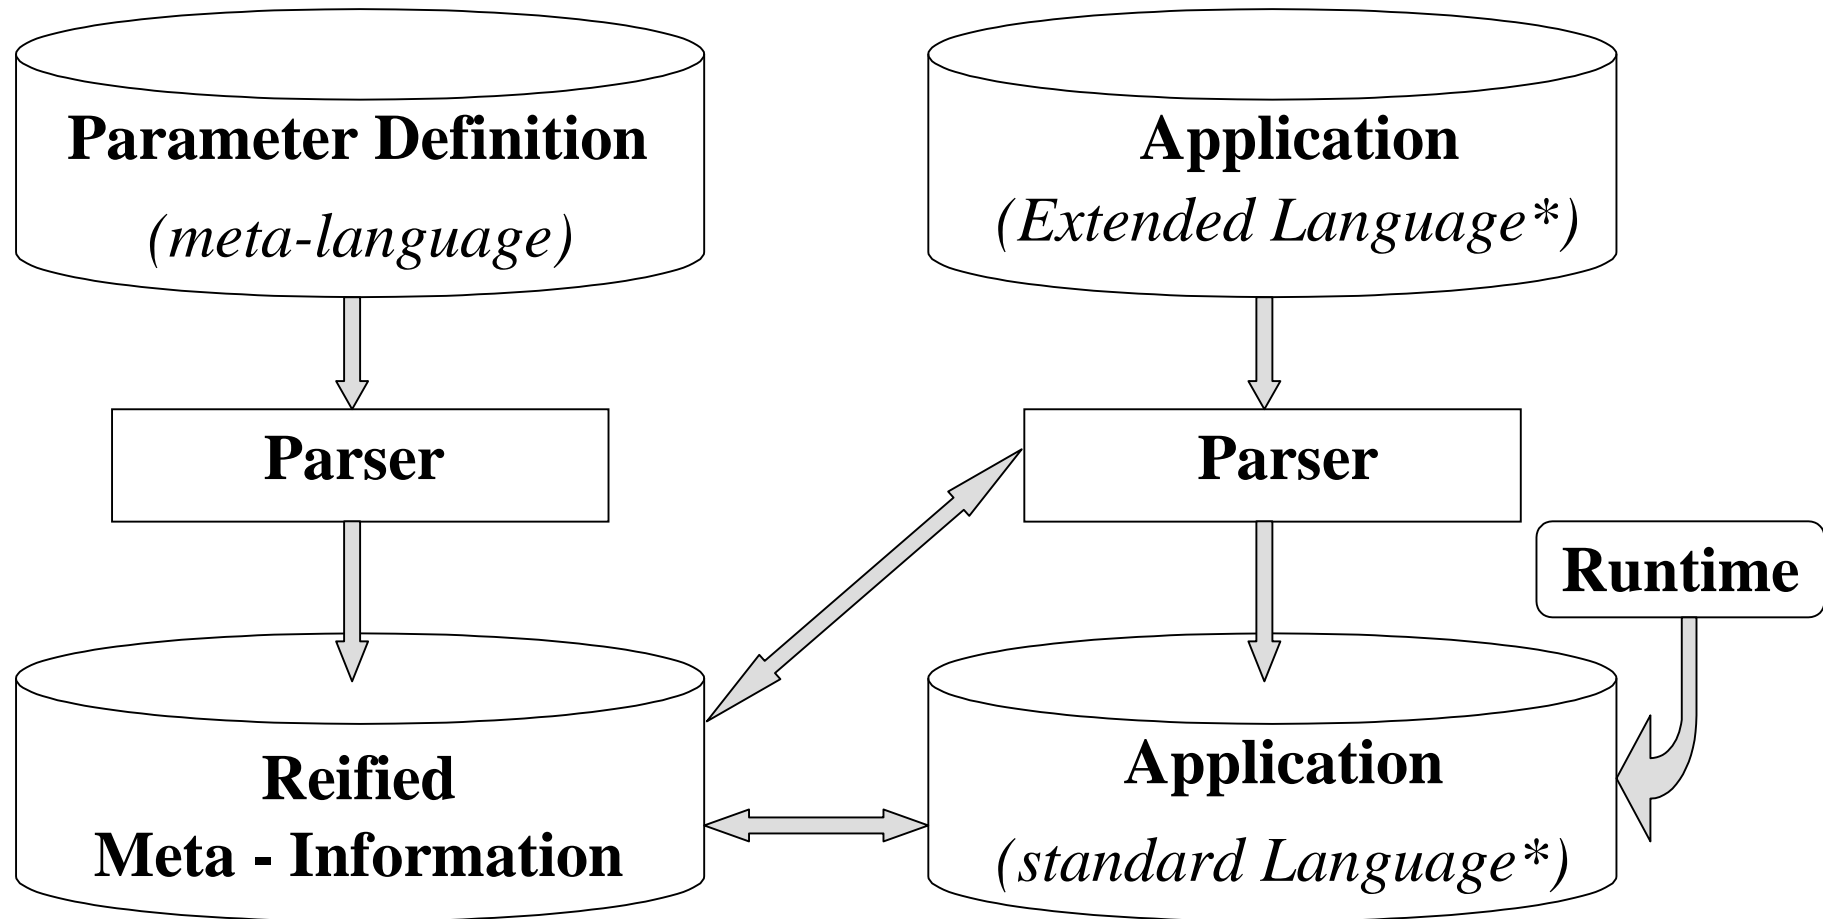 Parameter Definition
(meta-language)
Application
(Extended Language*)
Parser
Parser
Runtime
Reified
Meta - Information
Application
(standard Language*)